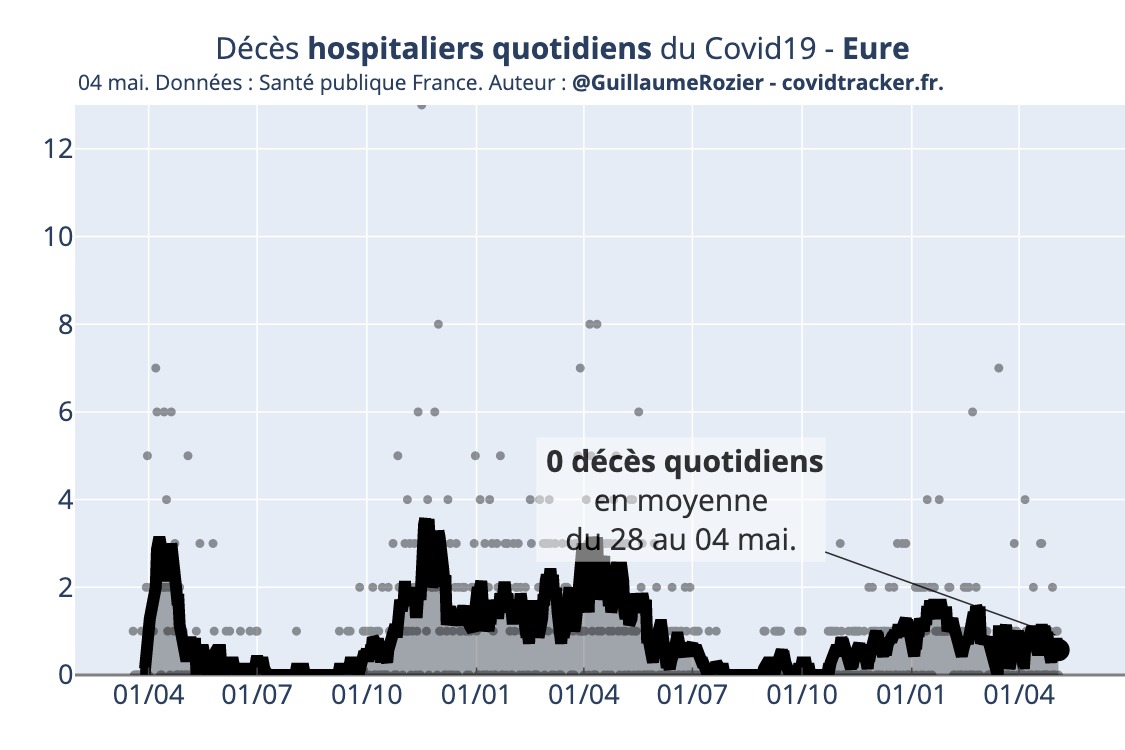 Décès hospitaliers quotidiens du Covid19 - Eure
04 mai. Données : Santé publique France. Auteur : @GuillaumeRozier - covidtracker.fr.
12
10
8
6
0 décès quotidiens
4
en moyenne
du 28 au 04 mai.
2
0
01/04 01/07 01/10 01/01 01/04 01/07 01/10 01/01 01/04